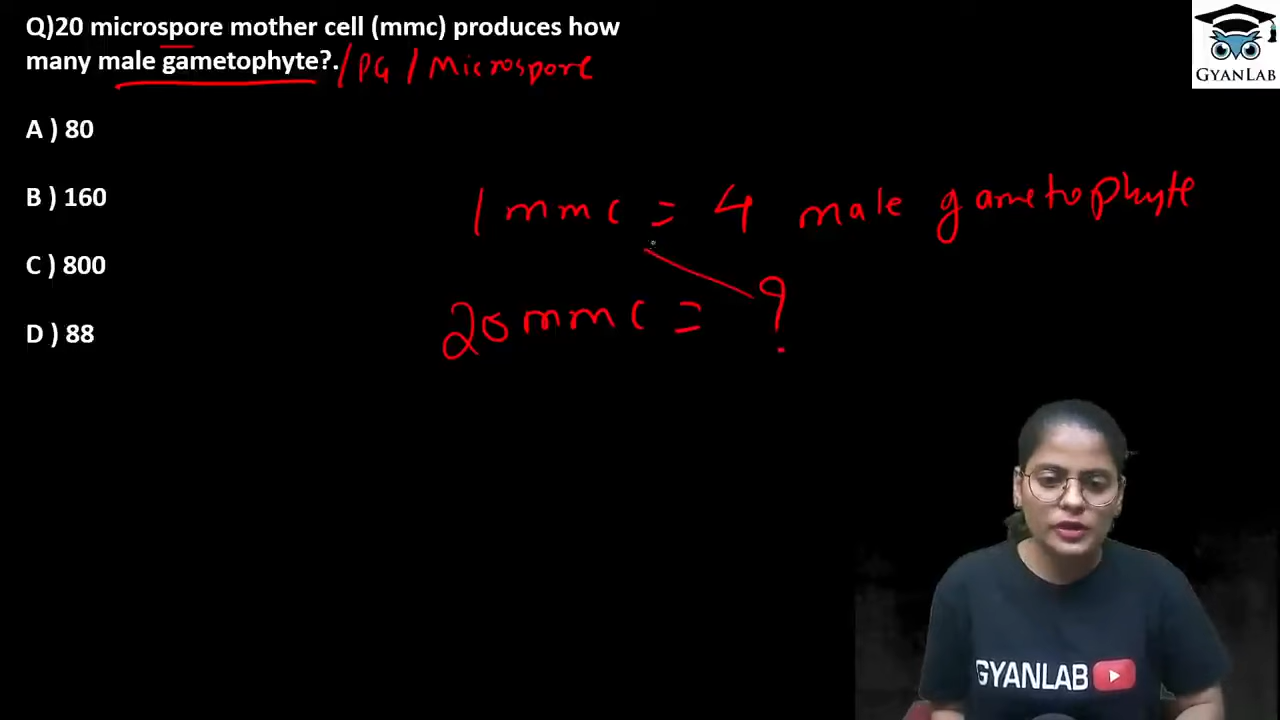 Q)20 microspore mother cell (mmc) produces how
many male gametophyte?. / PG / Microspore
A ) 80
B ) 160
C ) 800
D ) 88
1 mmc = 4 male gametophyte
20 mmc = ?
GYANLAB
GYANLAB